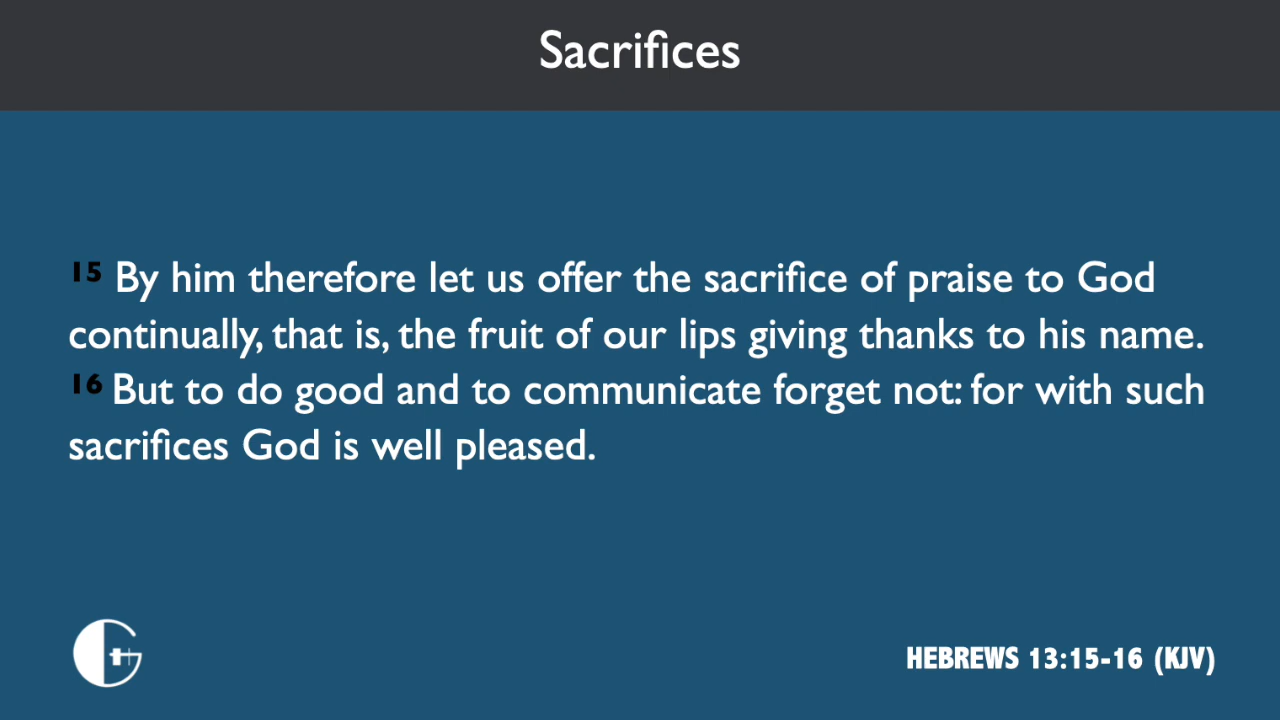 Sacrifices
15 By him therefore let us offer the sacrifice of praise to God
continually, that is, the fruit of our lips giving thanks to his name.
16 But to do good and to communicate forget not: for with such
sacrifices God is well pleased.
HEBREWS 13:15-16 (KJV)